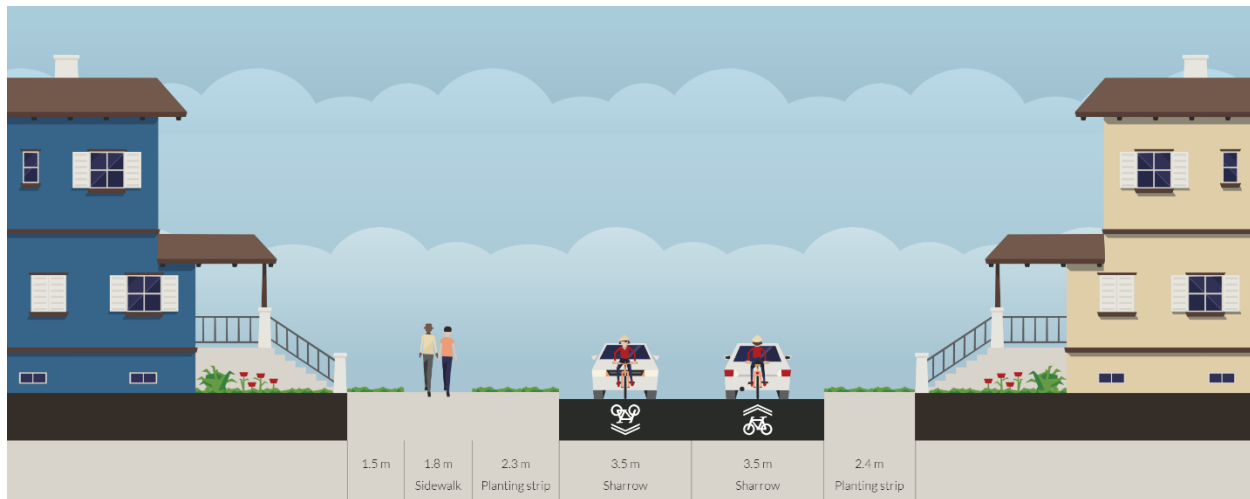 1.5 m
1.8 m
Sidewalk
2.3 m
Planting strip
3.5 m
Sharrow
3.5 m
Sharrow
2.4 m
Planting strip